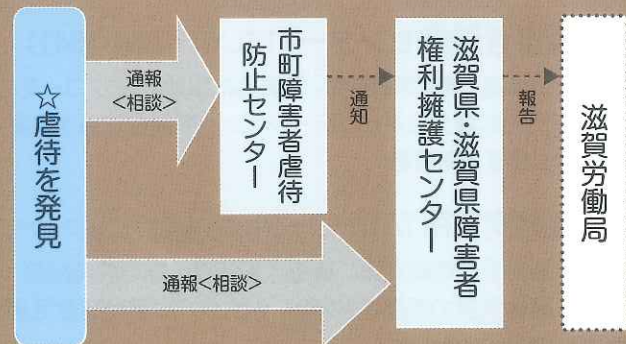 ☆虐待を発見
通報
<相談>
市町障害者虐待
防止センター
通知
滋賀県・滋賀県障害者
権利擁護センター
報告
滋賀労働局
通報<相談>